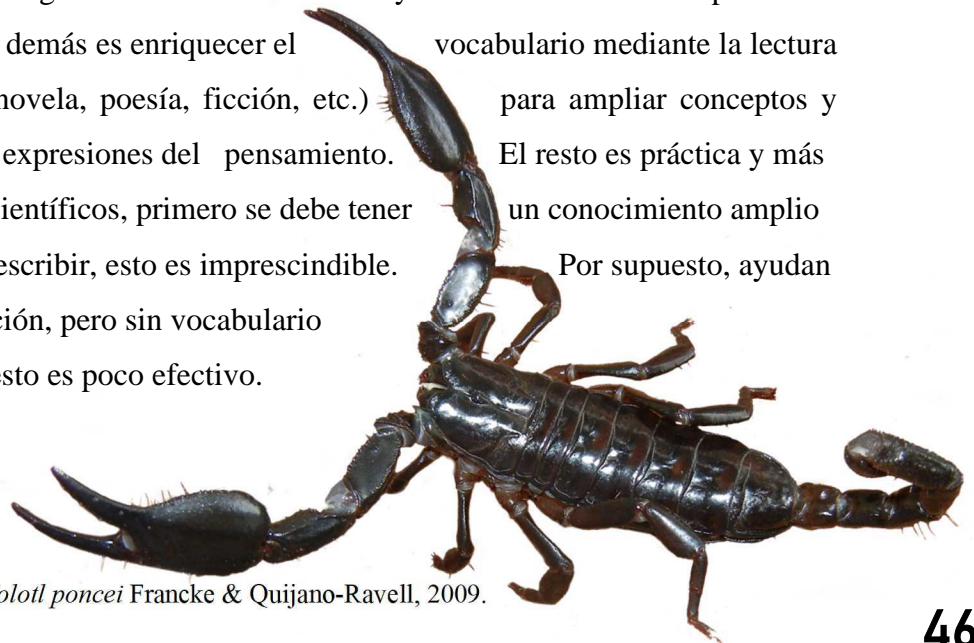 demás es enriquecer el vocabulario mediante la lectura
novela, poesía, ficción, etc.) para ampliar conceptos y
expresiones del pensamiento. El resto es práctica y más
científicos, primero se debe tener un conocimiento amplio
escribir, esto es imprescindible. Por supuesto, ayudan
ción, pero sin vocabulario
esto es poco efectivo.
olotl poncei Francke & Quijano-Ravell, 2009.
46